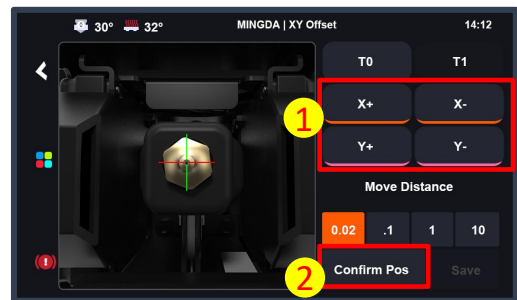 30° 32° MINGDA | XY Offset 14:12
T0 T1
1
X+ X-
Y+ Y-
Move Distance
0.02 .1 1 10
2
Confirm Pos Save